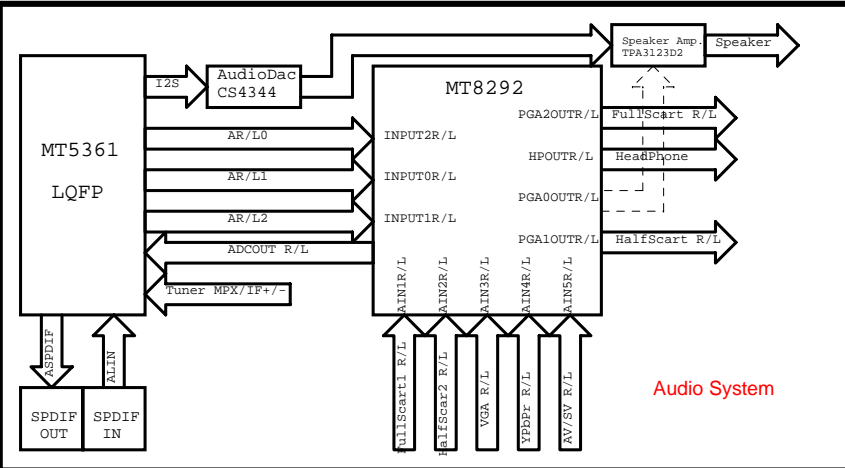 Speaker Amp.
TPA3123D2
Speaker
I2S
AudioDac
CS4344
MT8292
MT5361
LQFP
AR/L0
AR/L1
AR/L2
ADCOUT R/L
Tuner MPX/IF+/-
INPUT2R/L
INPUT0R/L
INPUT1R/L
PGA2OUTR/L
HPOUTR/L
PGA0OUTR/L
PGA1OUTR/L
FullScart R/L
HeadPhone
HalfScart R/L
AIN1R/L
AIN2R/L
AIN3R/L
AIN4R/L
AIN5R/L
FullScart1 R/L
HalfScar2 R/L
VGA R/L
YPbPr R/L
AV/SV R/L
ASPDIF
ALIN
SPDIF
OUT
SPDIF
IN
Audio System